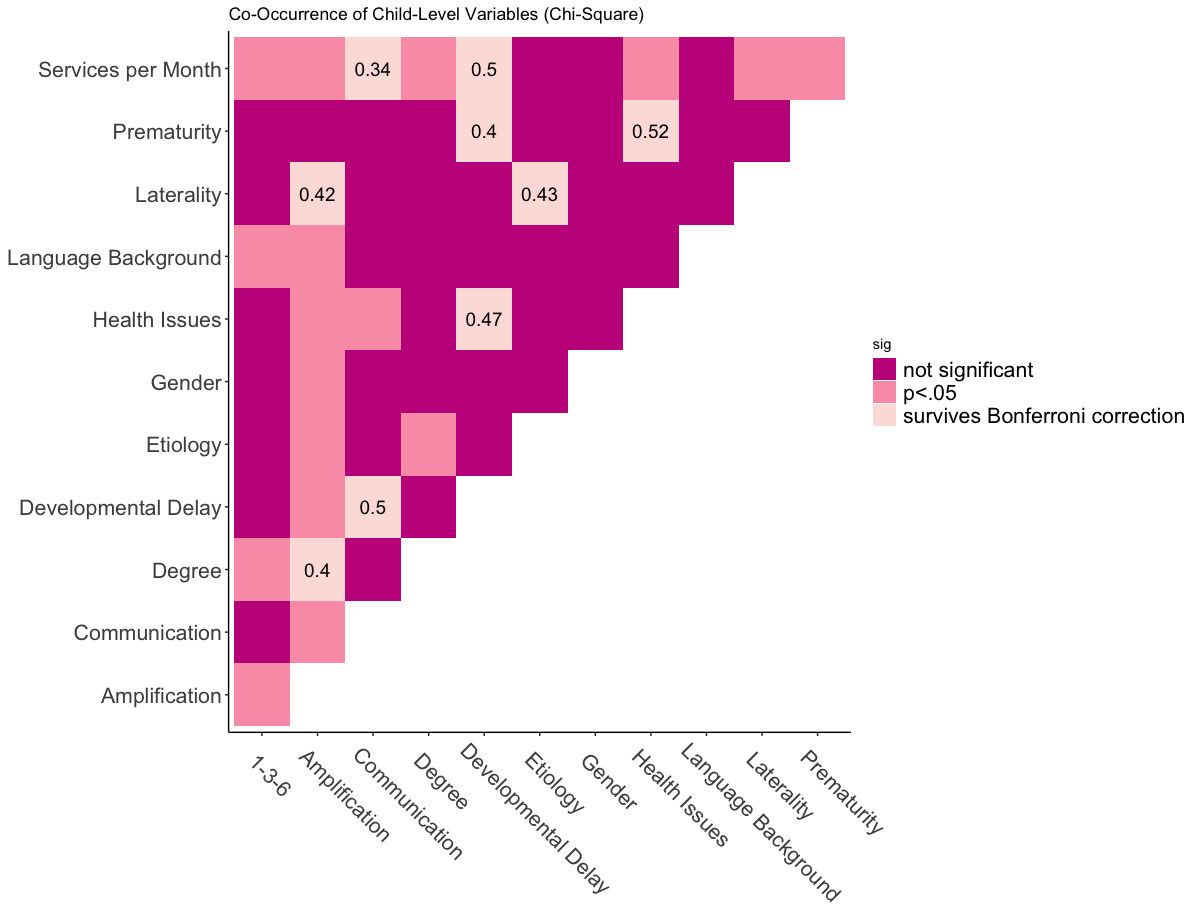 Co-Occurrence of Child-Level Variables (Chi-Square)
Services per Month
0.34
0.5
Prematurity
0.4
0.52
Laterality
0.42
0.43
Language Background
Health Issues
0.47
Gender
Etiology
Developmental Delay
0.5
Degree
0.4
Communication
Amplification
1-3-6
Amplification
Communication
Degree
Developmental Delay
Etiology
Gender
Health Issues
Language Background
Laterality
Prematurity
sig
not significant
p<.05
survives Bonferroni correction